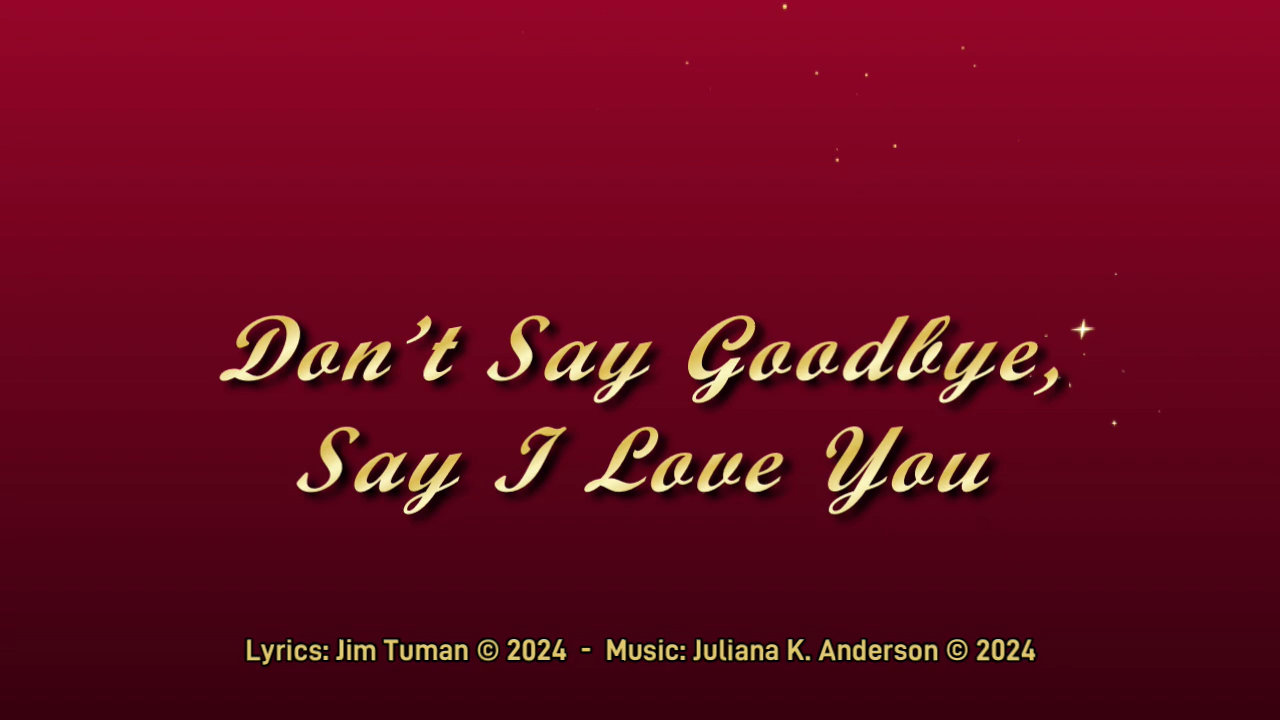 Don’t Say Goodbye,
Say I Love You
Lyrics: Jim Tuman © 2024 - Music: Juliana K. Anderson © 2024